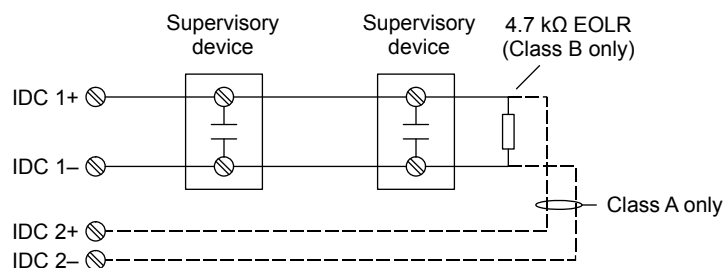 Supervisory
device
Supervisory
device
4.7 kΩ EOLR
(Class B only)
IDC 1+
IDC 1–
IDC 2+
IDC 2–
Class A only